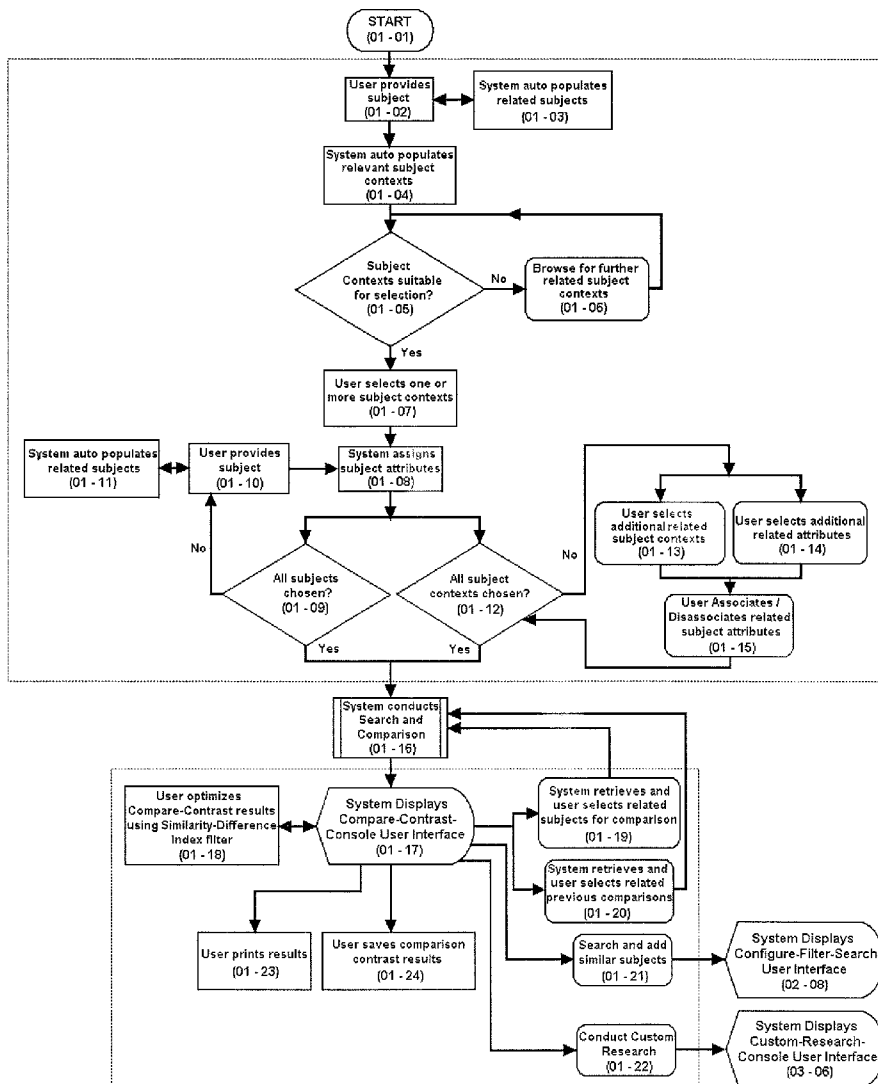 START
(01 - 01)
User provides
subject
(01 - 02)
System auto populates
related subjects
(01 - 03)
System auto populates
relevant subject
contexts
(01 - 04)
Subject
Contexts suitable
for selection?
(01 - 05)
No
Browse for further
related subject
contexts
(01 - 06)
Yes
User selects one or
more subject contexts
(01 - 07)
System auto populates
related subjects
(01 - 11)
User provides
subject
(01 - 10)
System assigns
subject attributes
(01 - 08)
User selects
additional related
subject contexts
(01 - 13)
User selects additional
related attributes
(01 - 14)
No
All subjects
chosen?
(01 - 09)
All subject
contexts chosen?
(01 - 12)
No
User Associates /
Disassociates related
subject attributes
(01 - 15)
Yes
Yes
System conducts
Search and
Comparison
(01 - 16)
User optimizes
Compare-Contrast results
using Similarity-Difference
Index filter
(01 - 18)
System Displays
Compare-Contrast-
Console User Interface
(01 - 17)
System retrieves and
user selects related
subjects for comparison
(01 - 19)
System retrieves and
user selects related
previous comparisons
(01 - 20)
User prints results
(01 - 23)
User saves comparison
contrast results
(01 - 24)
Search and add
similar subjects
(01 - 21)
System Displays
Configure-Filter-Search
User Interface
(02 - 08)
Conduct Custom
Research
(01 - 22)
System Displays
Custom-Research-
Console User Interface
(03 - 06)